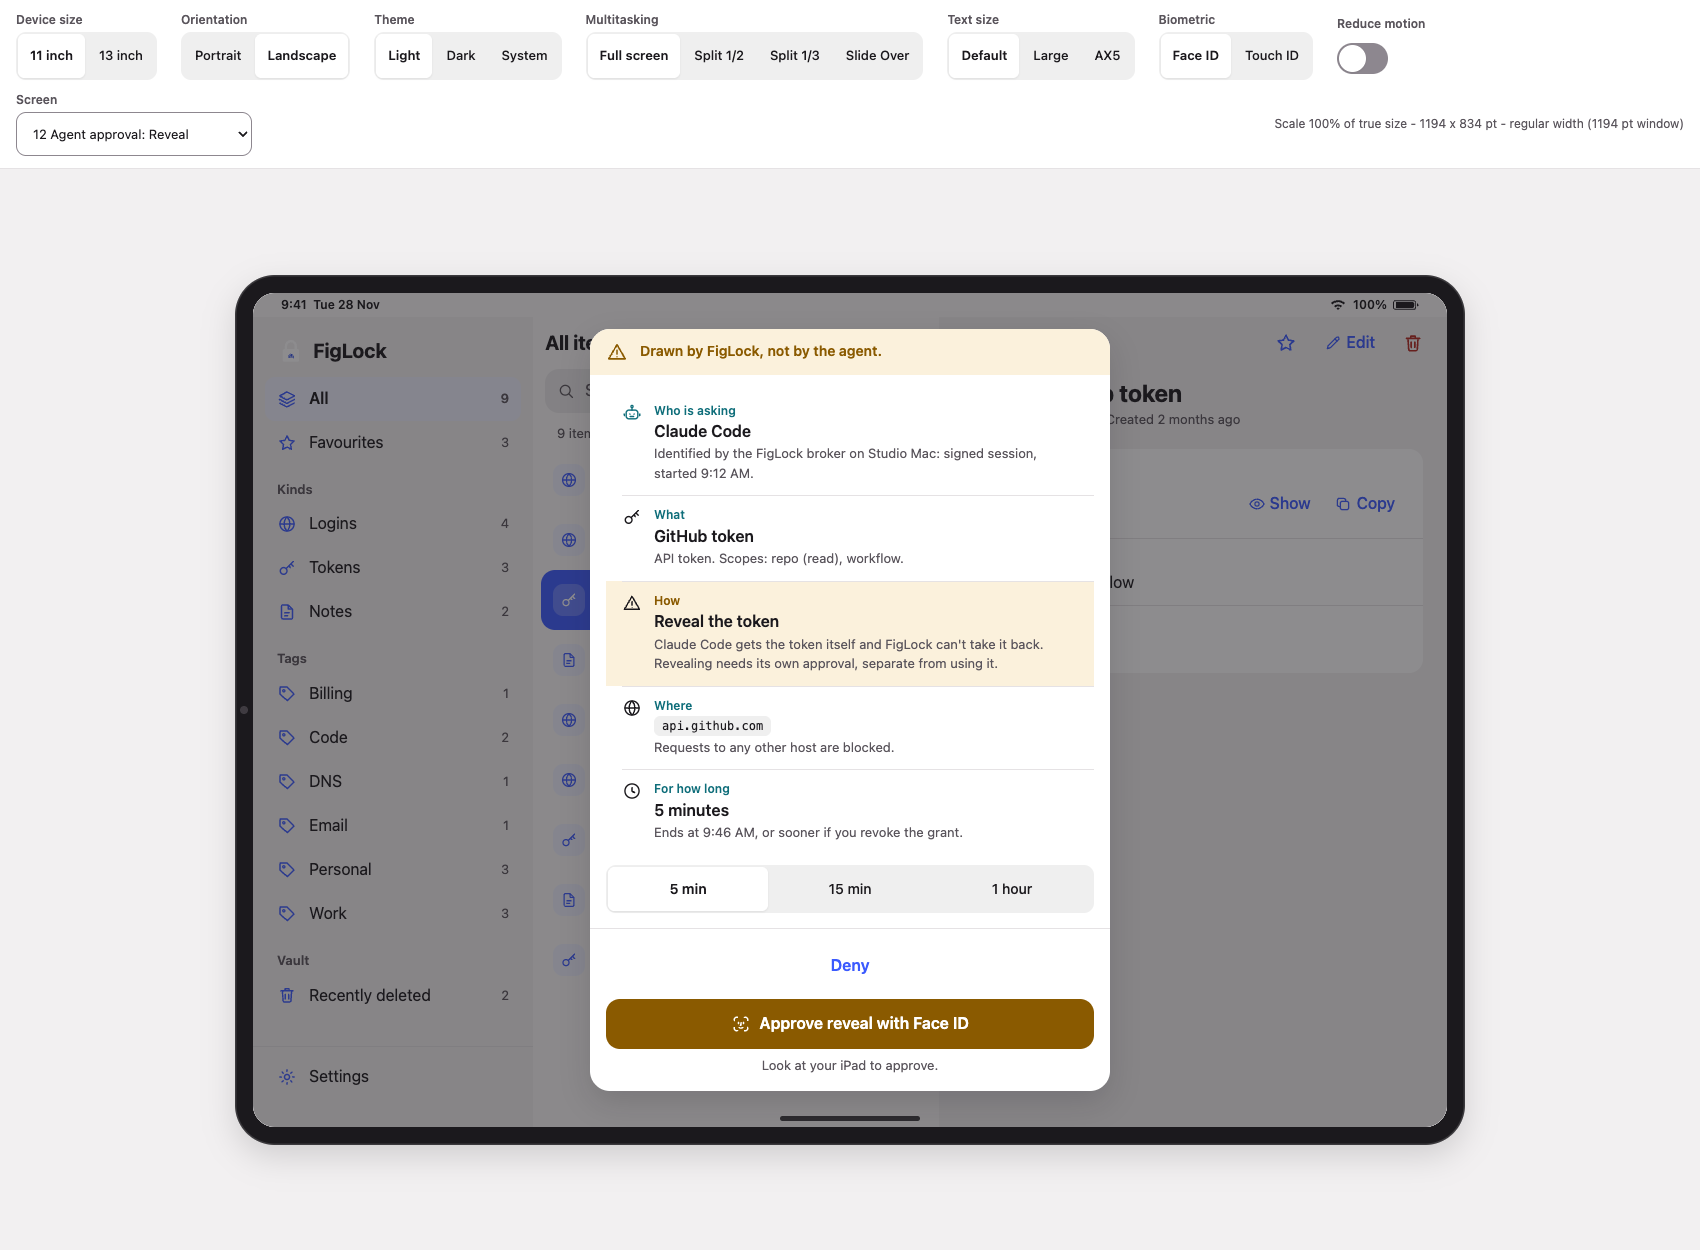 Device size
11 inch
13 inch
Orientation
Portrait
Landscape
Theme
Light
Dark
System
Multitasking
Full screen
Split 1/2
Split 1/3
Slide Over
Text size
Default
Large
AX5
Biometric
Face ID
Touch ID
Reduce motion
Screen
12 Agent approval: Reveal
Scale 100% of true size - 1194 x 834 pt - regular width (1194 pt window)
9:41 Tue 28 Nov
100%
FigLock
All 9
Favourites 3
Kinds
Logins 4
Tokens 3
Notes 2
Tags
Billing 1
Code 2
DNS 1
Email 1
Personal 3
Work 3
Vault
Recently deleted 2
Settings
All
9
Edit
token
Created 2 months ago
Show
Copy
Drawn by FigLock, not by the agent.
Who is asking
Claude Code
Identified by the FigLock broker on Studio Mac: signed session,
started 9:12 AM.
What
GitHub token
API token. Scopes: repo (read), workflow.
How
Reveal the token
Claude Code gets the token itself and FigLock can't take it back.
Revealing needs its own approval, separate from using it.
Where
api.github.com
Requests to any other host are blocked.
For how long
5 minutes
Ends at 9:46 AM, or sooner if you revoke the grant.
5 min
15 min
1 hour
Deny
Approve reveal with Face ID
Look at your iPad to approve.